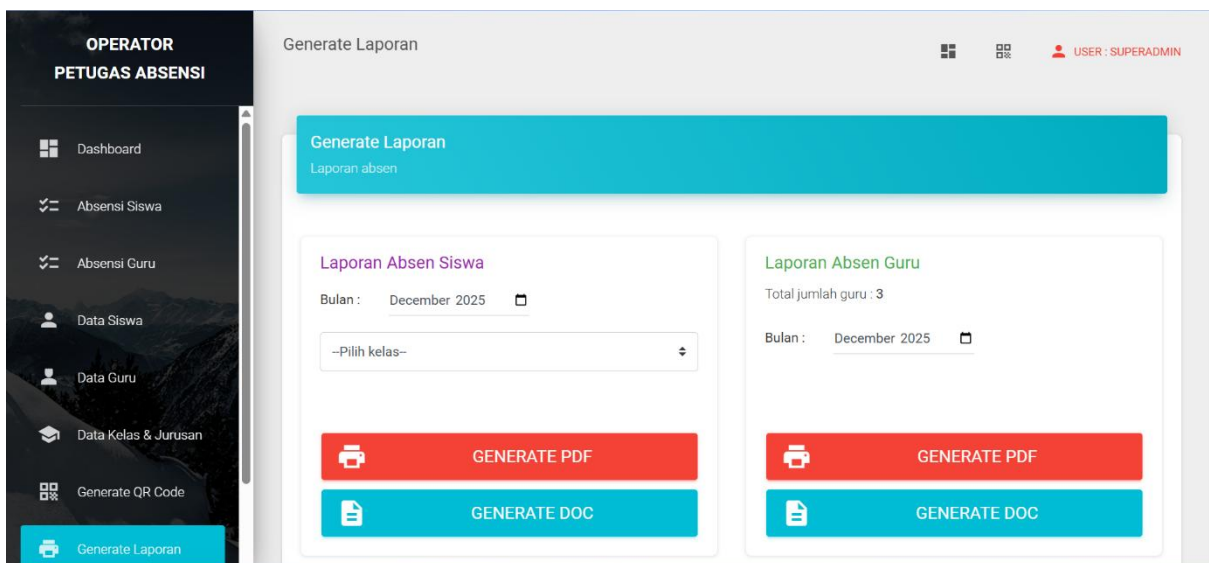 OPERATOR
PETUGAS ABSENSI
Dashboard
Absensi Siswa
Absensi Guru
Data Siswa
Data Guru
Data Kelas & Jurusan
Generate QR Code
Generate Laporan
Generate Laporan
USER : SUPERADMIN
Generate Laporan
Laporan absen
Laporan Absen Siswa
Bulan : December 2025
--Pilih kelas--
GENERATE PDF
GENERATE DOC
Laporan Absen Guru
Total jumlah guru : 3
Bulan : December 2025
GENERATE PDF
GENERATE DOC